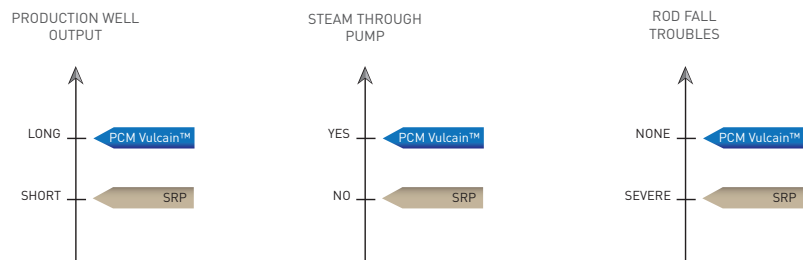 PRODUCTION WELL
OUTPUT
LONG
PCM Vulcain™
SHORT
SRP
STEAM THROUGH
PUMP
YES
PCM Vulcain™
NO
SRP
ROD FALL
TROUBLES
NONE
PCM Vulcain™
SEVERE
SRP